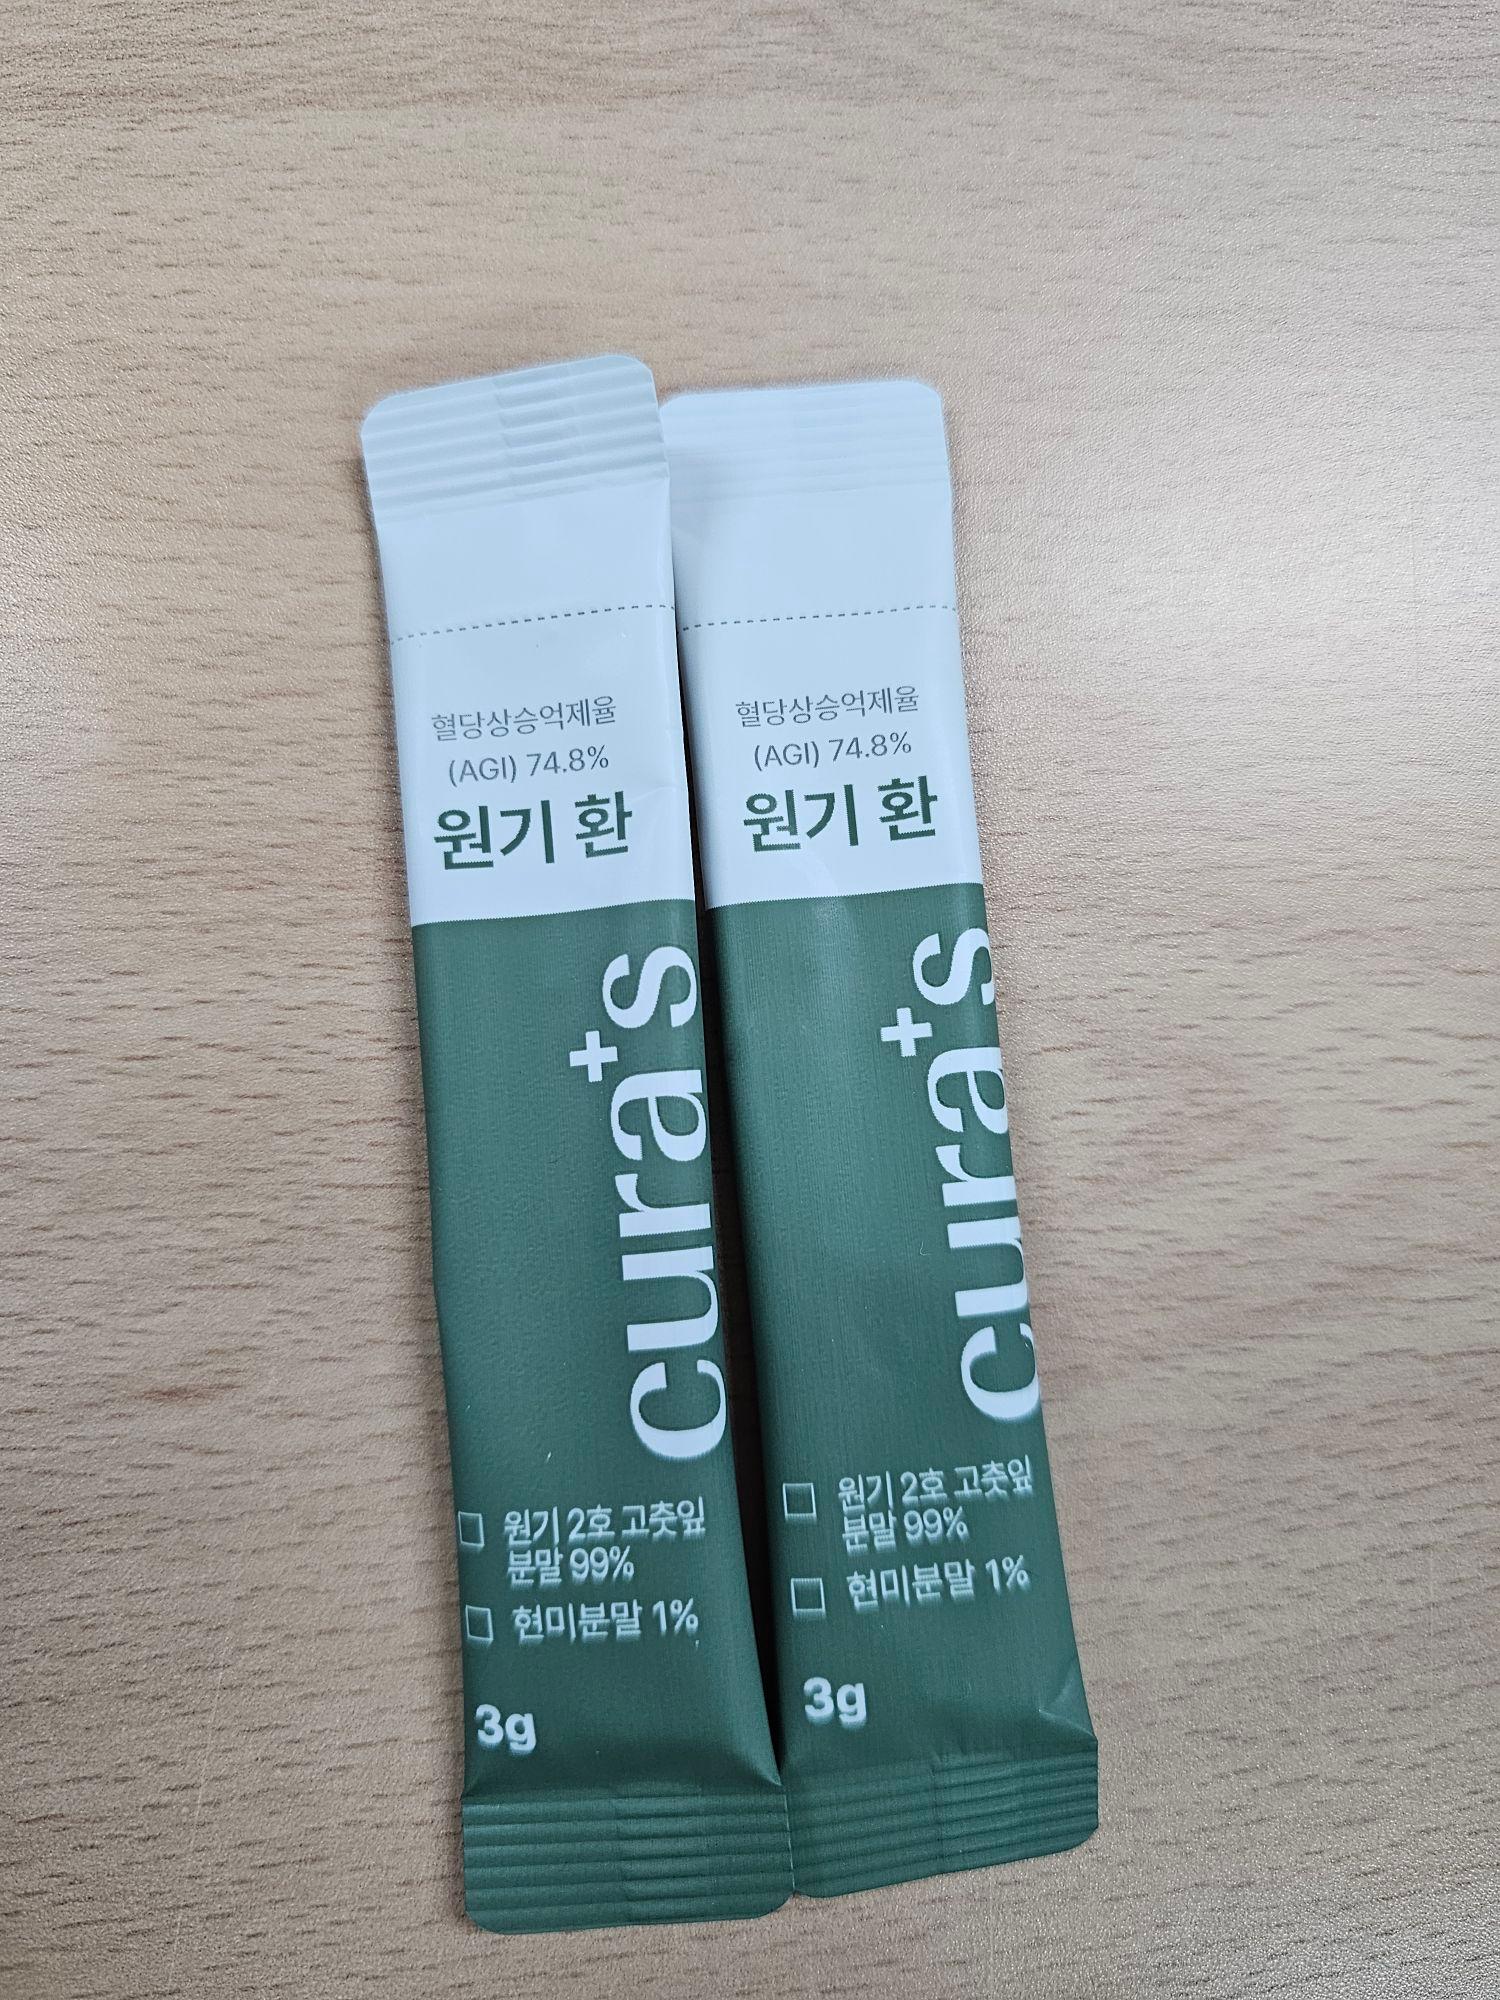 혈당상승억제율
(AGI) 74.8%
원기 환
cura+s
원기 2호 고춧잎
분말 99%
현미분말 1%
3g
혈당상승억제율
(AGI) 74.8%
원기 환
cura+s
원기 2호 고춧잎
분말 99%
현미분말 1%
3g